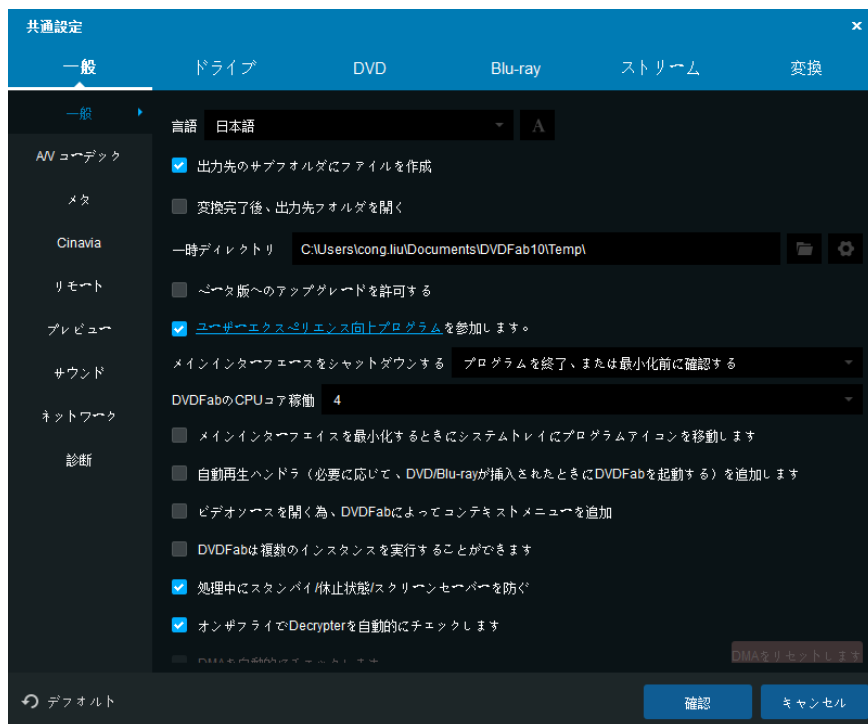 共通設定
×
一般 ドライブ DVD Blu-ray ストリーム 変換
一般
A/V コーデック
メタ
Cinavia
リモート
プレビュー
サウンド
ネットワーク
診断
言語 日本語 A
出力先のサブフォルダにファイルを作成
変換完了後、出力先フォルダを開く
一時ディレクトリ C:\Users\cong.liu\Documents\DVDFab10\Temp\
ベータ版へのアップグレードを許可する
ユーザーエクスペリエンス向上プログラムを参加します。
メインインターフェースをシャットダウンする プログラムを終了、または最小化前に確認する
DVDFabのCPUコア稼働 4
メインインターフェイスを最小化するときにシステムトレイにプログラムアイコンを移動します
自動再生ハンドラ（必要に応じて、DVD/Blu-rayが挿入されたときにDVDFabを起動する）を追加します
ビデオソースを開く為、DVDFabによってコンテキストメニューを追加
DVDFabは複数のインスタンスを実行することができます
処理中にスタンバイ/休止状態/スクリーンセーバーを防ぐ
オンザフライでDecrypterを自動的にチェックします
DMAを自動的にチェックします DMAをリセットします
デフォルト 確認 キャンセル